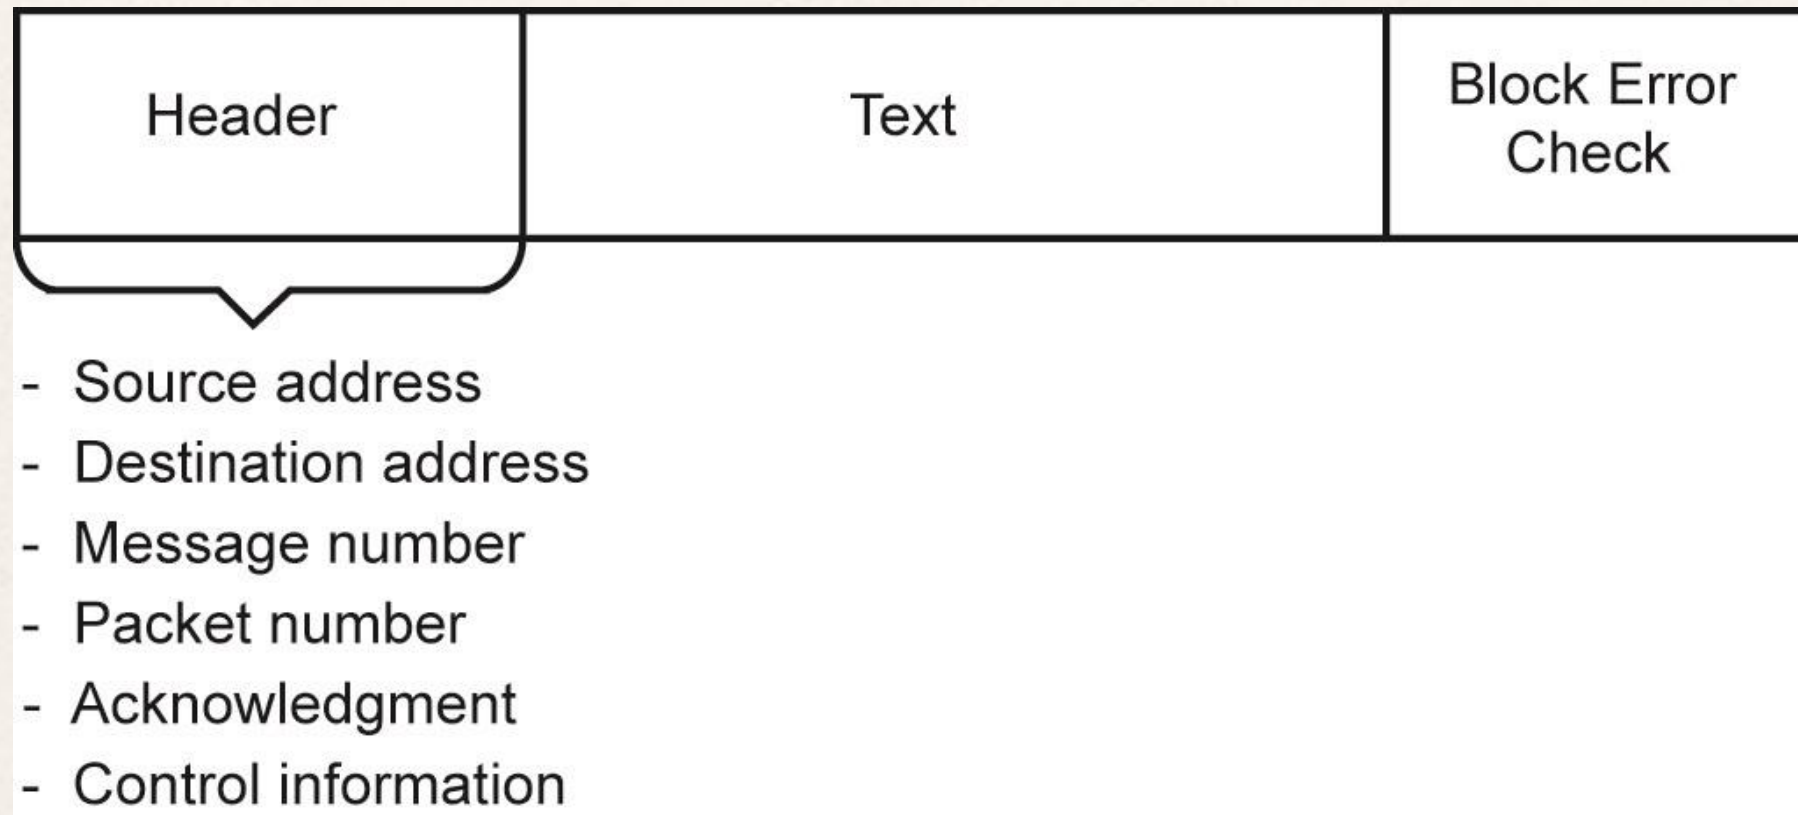 Header
Text
Block Error
Check
- Source address
- Destination address
- Message number
- Packet number
- Acknowledgment
- Control information